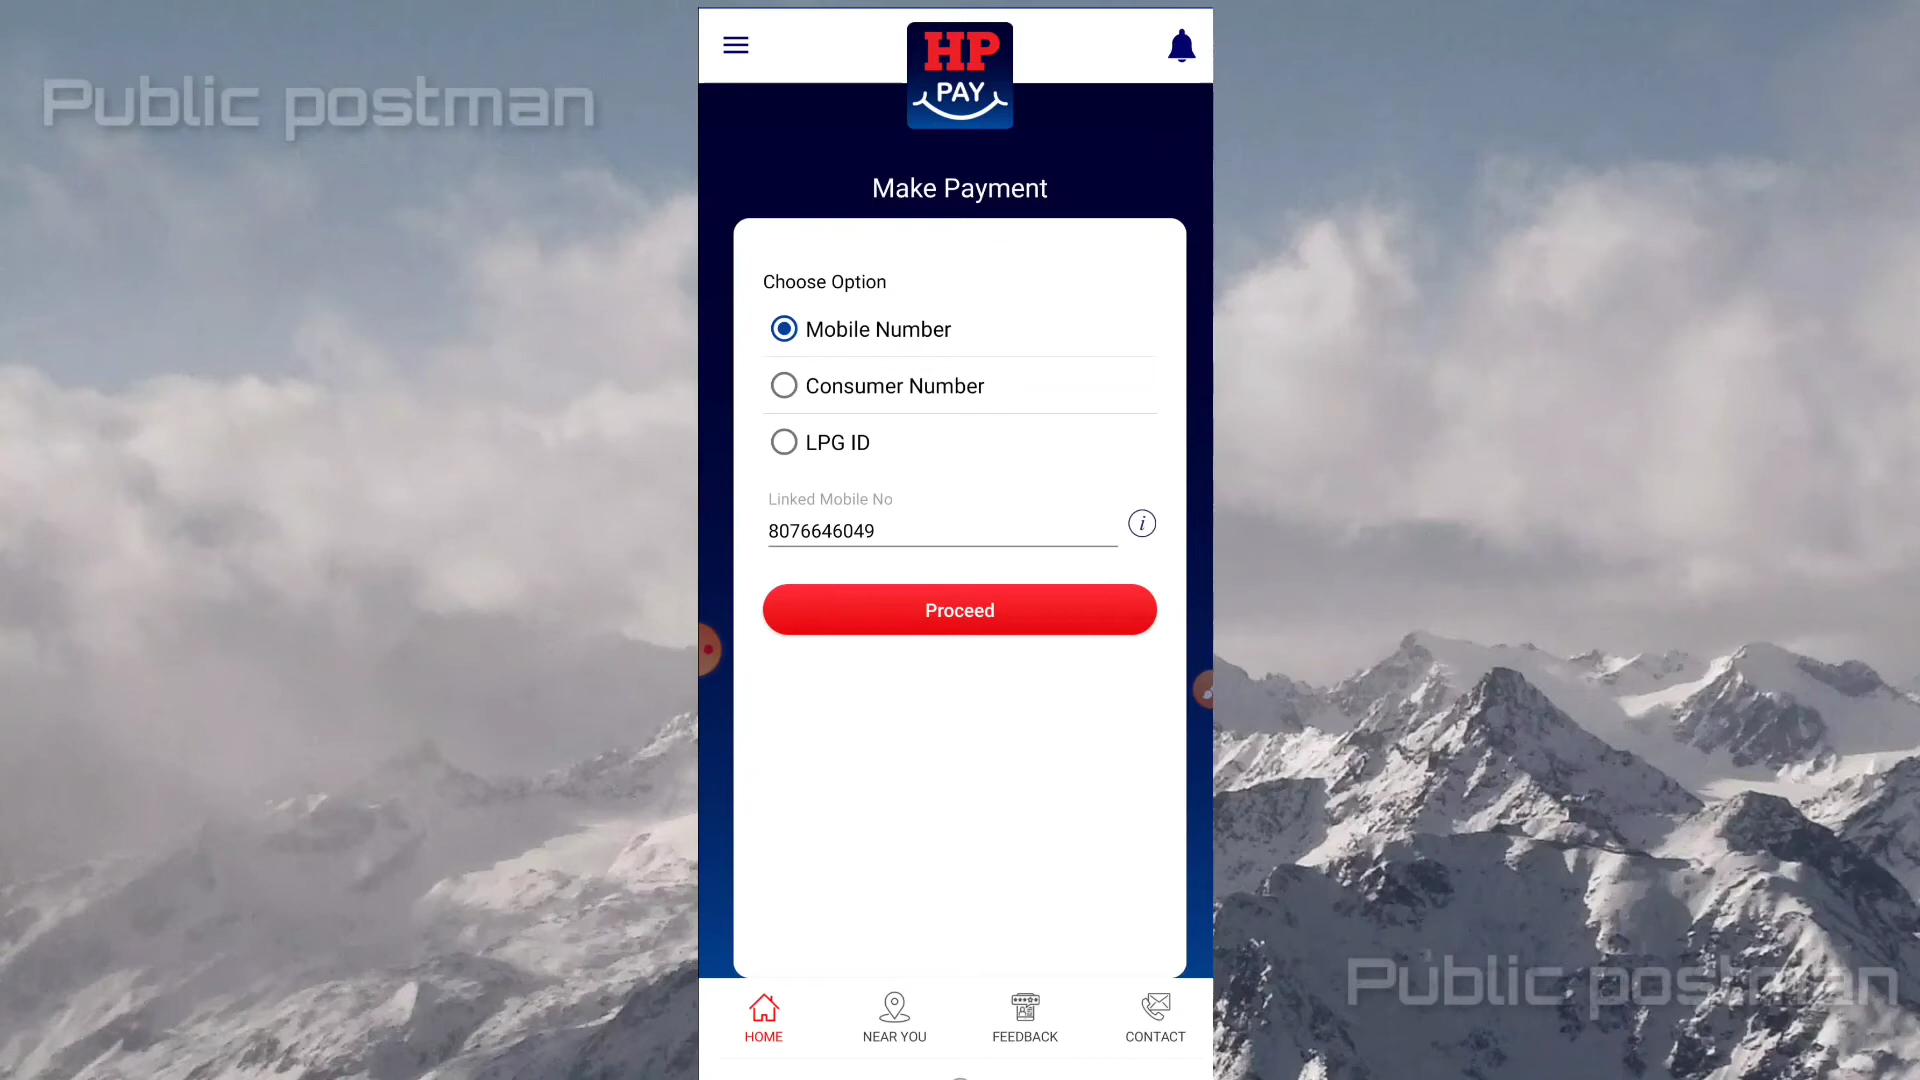 Public postman
HP
PAY
Make Payment
Choose Option
Mobile Number
Consumer Number
LPG ID
Linked Mobile No
8076646049
i
Proceed
HOME
NEAR YOU
FEEDBACK
CONTACT
Public postman